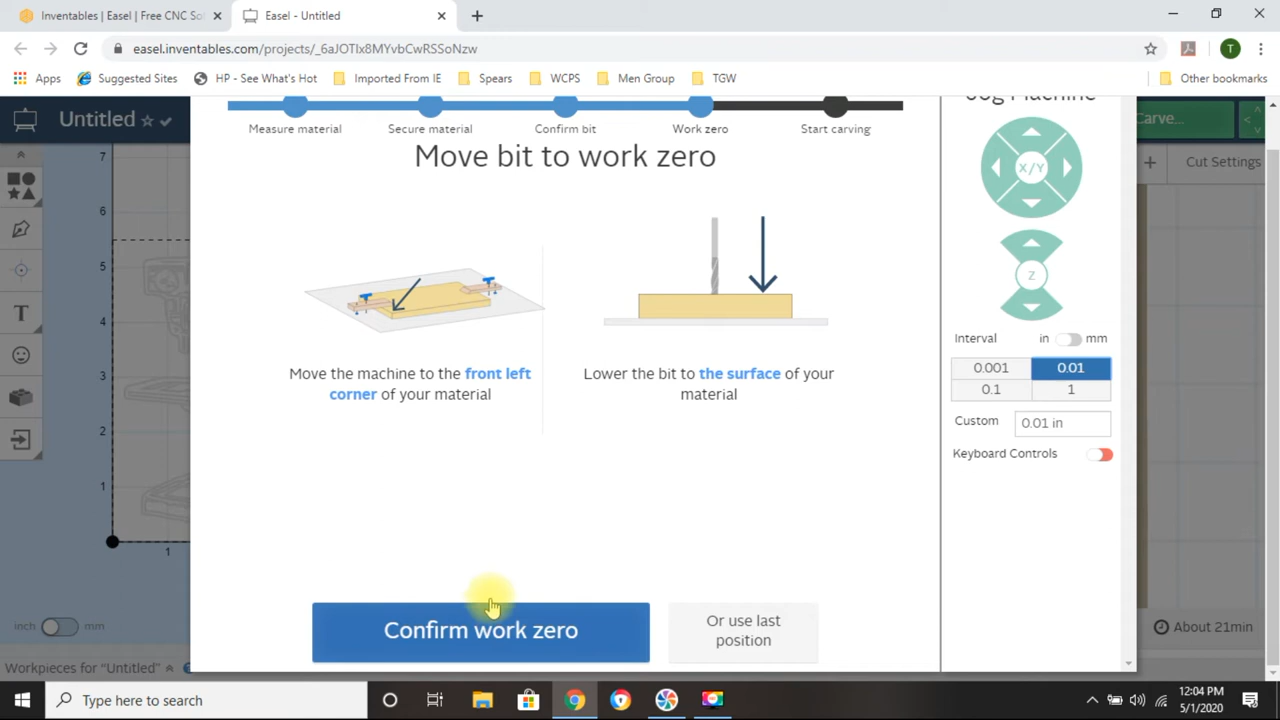 Inventables | Easel | Free CNC So
Easel - Untitled
easel.inventables.com/projects/_6aJOTIx8MYvbCwRSSoNzw
T
Apps
Suggested Sites
HP - See What's Hot
Imported From IE
Spears
WCPS
Men Group
TGW
Other bookmarks
Untitled
Carve...
Cut Settings
Measure material
Secure material
Confirm bit
Work zero
Start carving
Move bit to work zero
Move the machine to the front left
corner of your material
Lower the bit to the surface of your
material
Confirm work zero
Or use last
position
Jog Machine
X/Y
Z
Interval
in
mm
0.001
0.01
0.1
1
Custom
0.01 in
Keyboard Controls
7
6
5
4
3
2
1
1
T
inch
mm
Workpieces for "Untitled"
About 21min
Type here to search
12:04 PM
5/1/2020